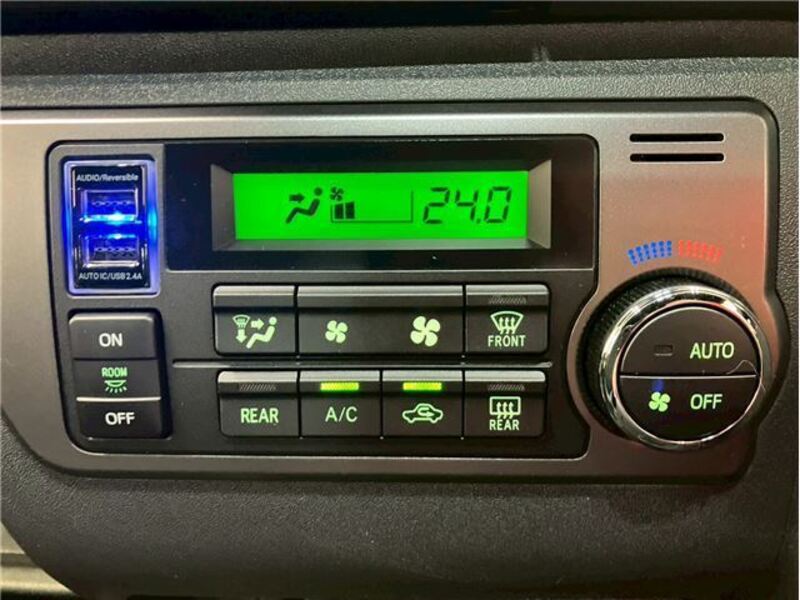 AUDIO/Reversible
AUTO IC/USB 2.4A
24.0
ON
ROOM
OFF
FRONT
REAR
A/C
REAR
AUTO
OFF